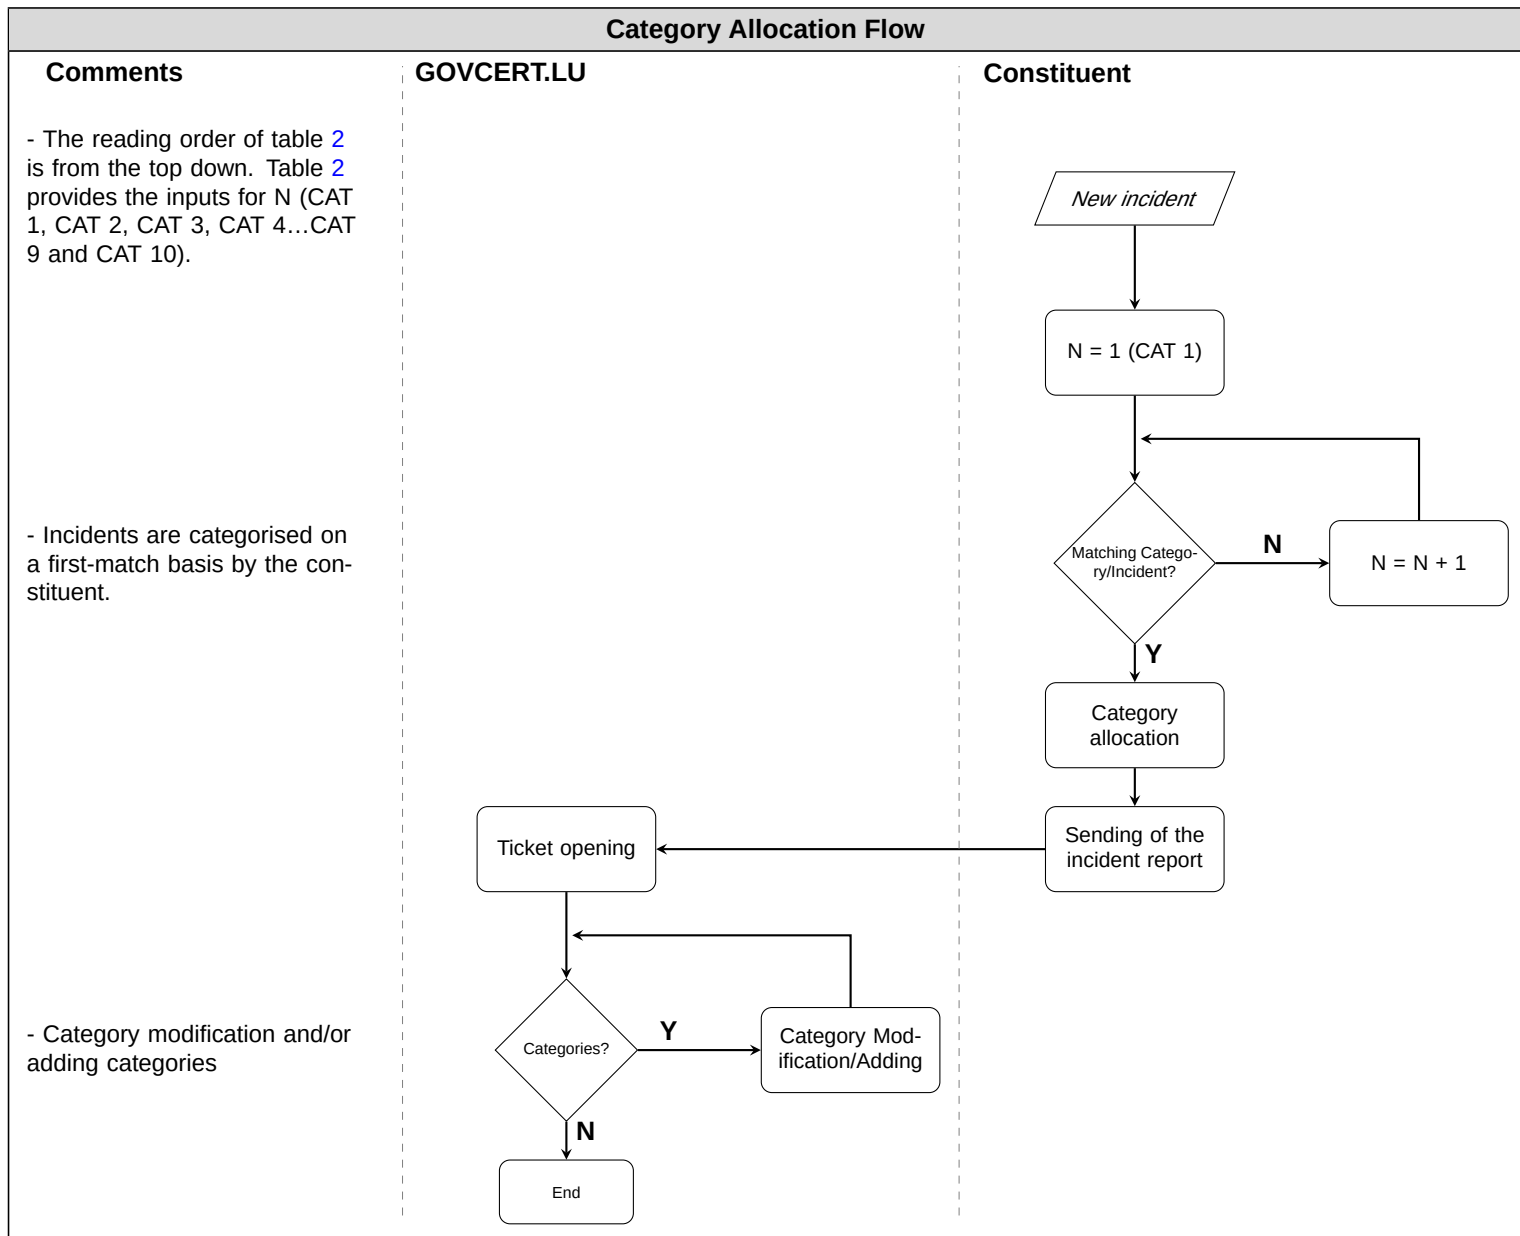 Category Allocation Flow
Comments
GOVCERT.LU
Constituent
- The reading order of table 2
is from the top down. Table 2
provides the inputs for N (CAT
1, CAT 2, CAT 3, CAT 4...CAT
9 and CAT 10).
New incident
N = 1 (CAT 1)
- Incidents are categorised on
a first-match basis by the con-
stituent.
Matching Catego-
ry/Incident?
N
N = N + 1
Y
Category
allocation
Sending of the
incident report
Ticket opening
- Category modification and/or
adding categories
Categories?
Y
Category Mod-
ification/Adding
N
End